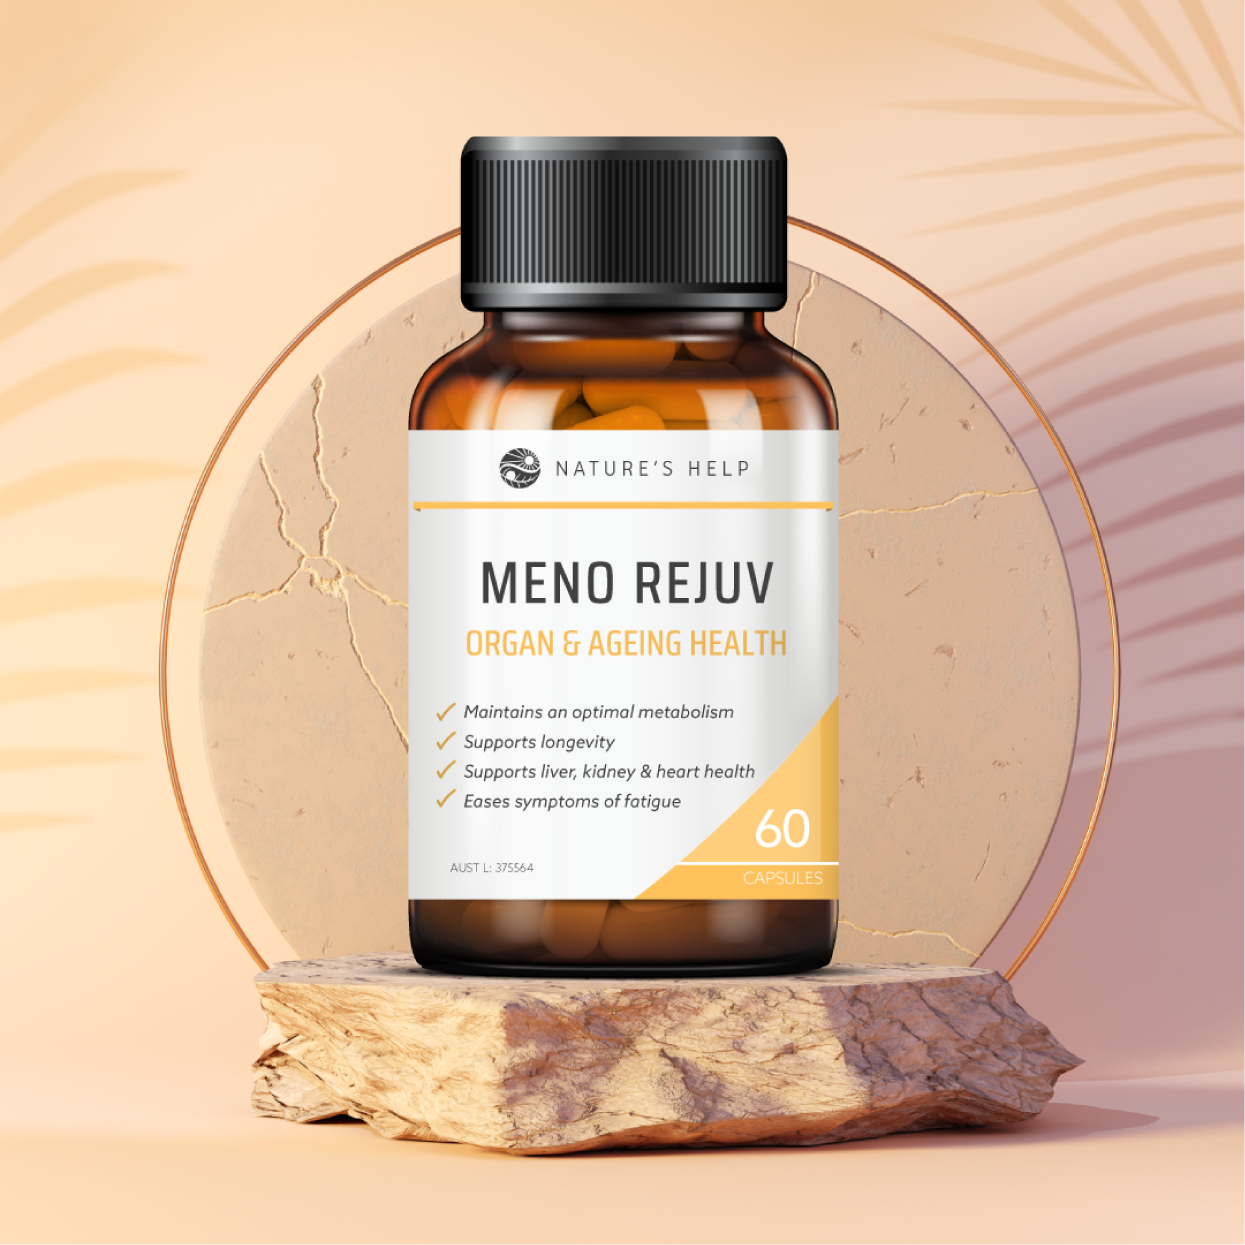 NATURE'S HELP
MENO REJUV
ORGAN & AGEING HEALTH
Maintains an optimal metabolism
Supports longevity
Supports liver, kidney & heart health
Eases symptoms of fatigue
60
AUST L: 375564
CAPSULES